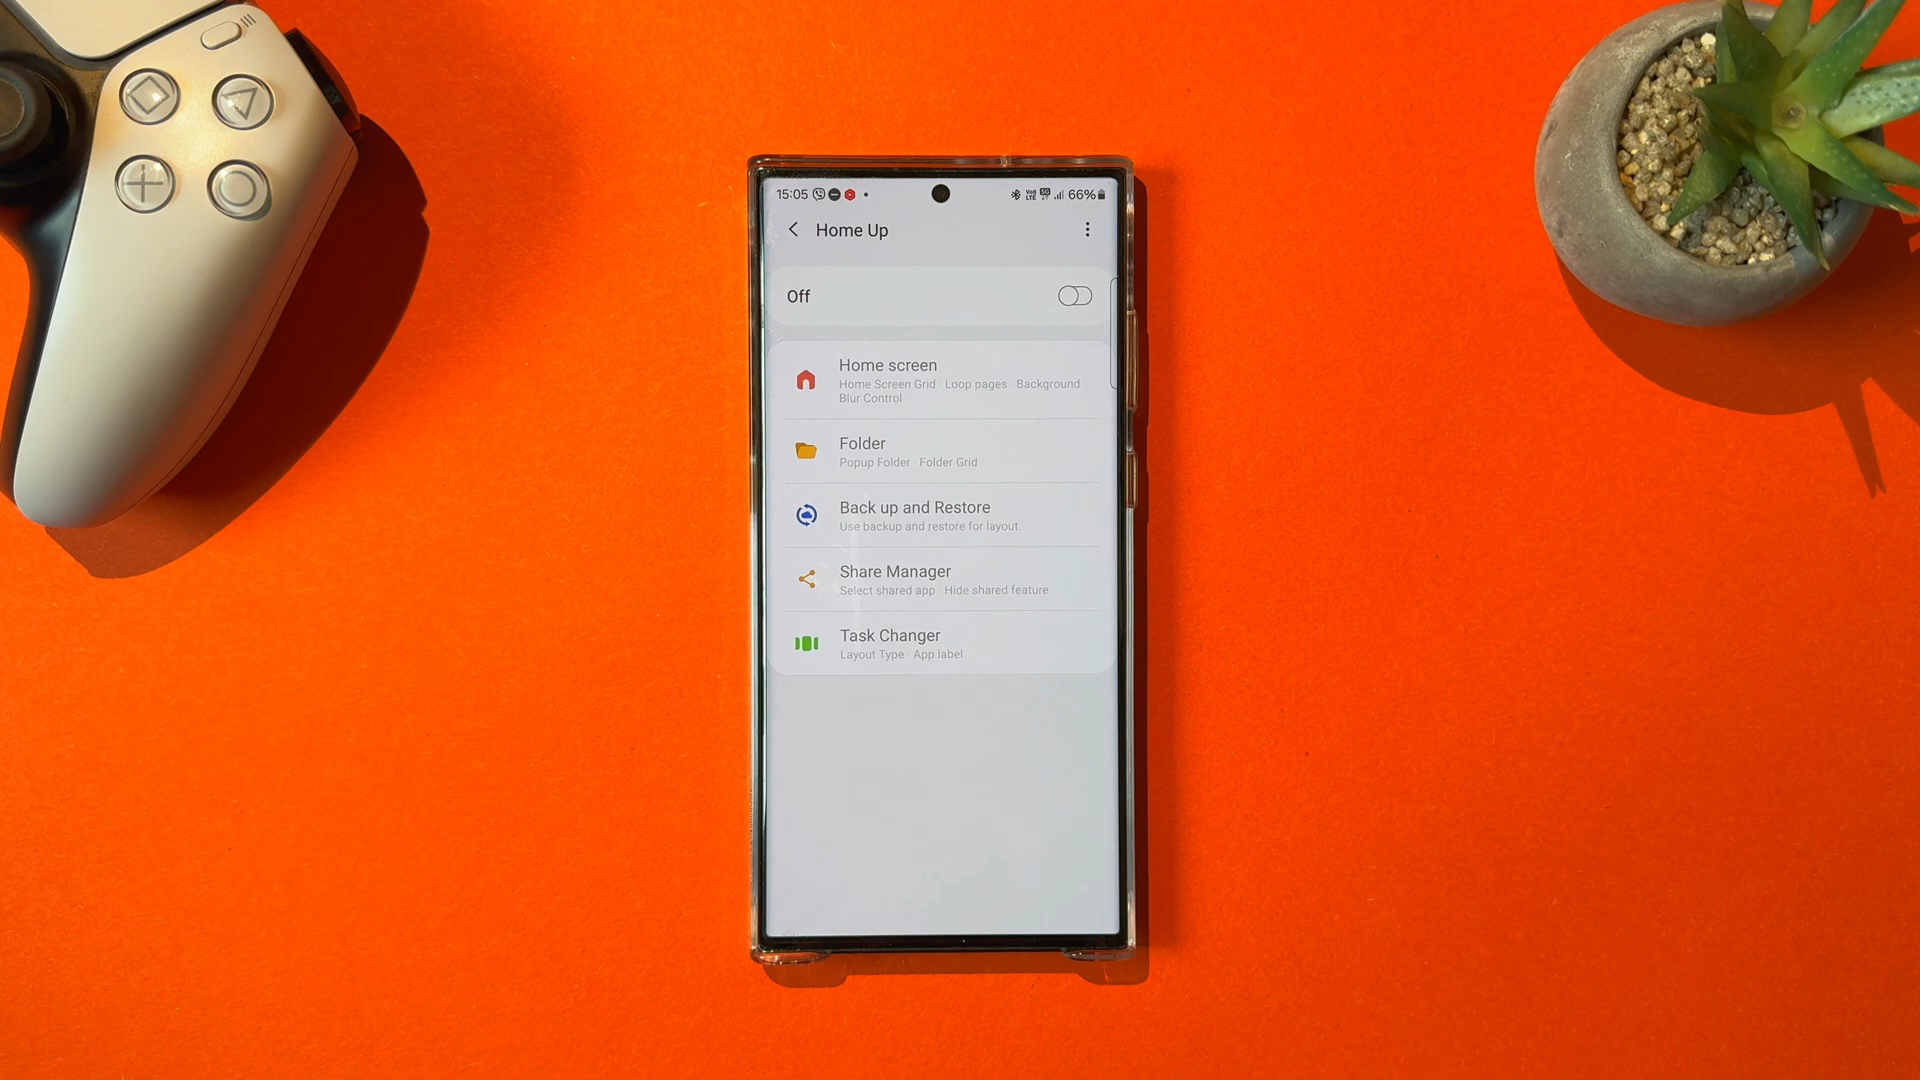 15:05 66%
Home Up
Off
Home screen
Home Screen Grid · Loop pages · Background
Blur Control
Folder
Popup Folder · Folder Grid
Back up and Restore
Use backup and restore for layout.
Share Manager
Select shared app · Hide shared feature
Task Changer
Layout Type · App label